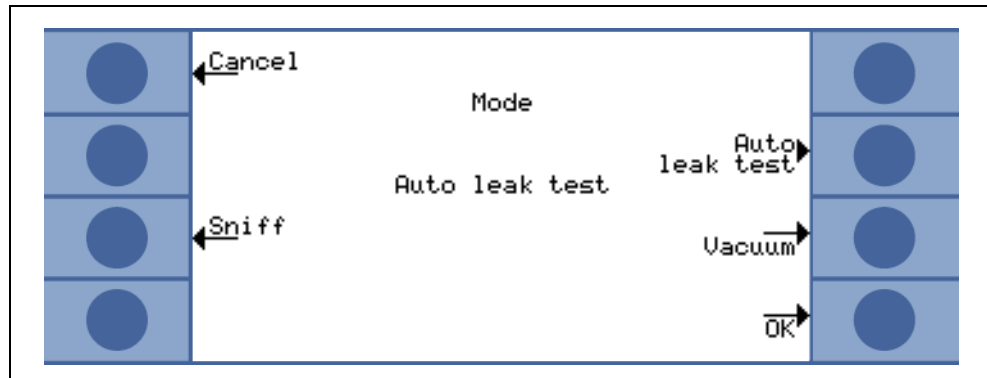 Cancel
Mode
Auto
leak test
Auto leak test
Sniff
Vacuum
OK